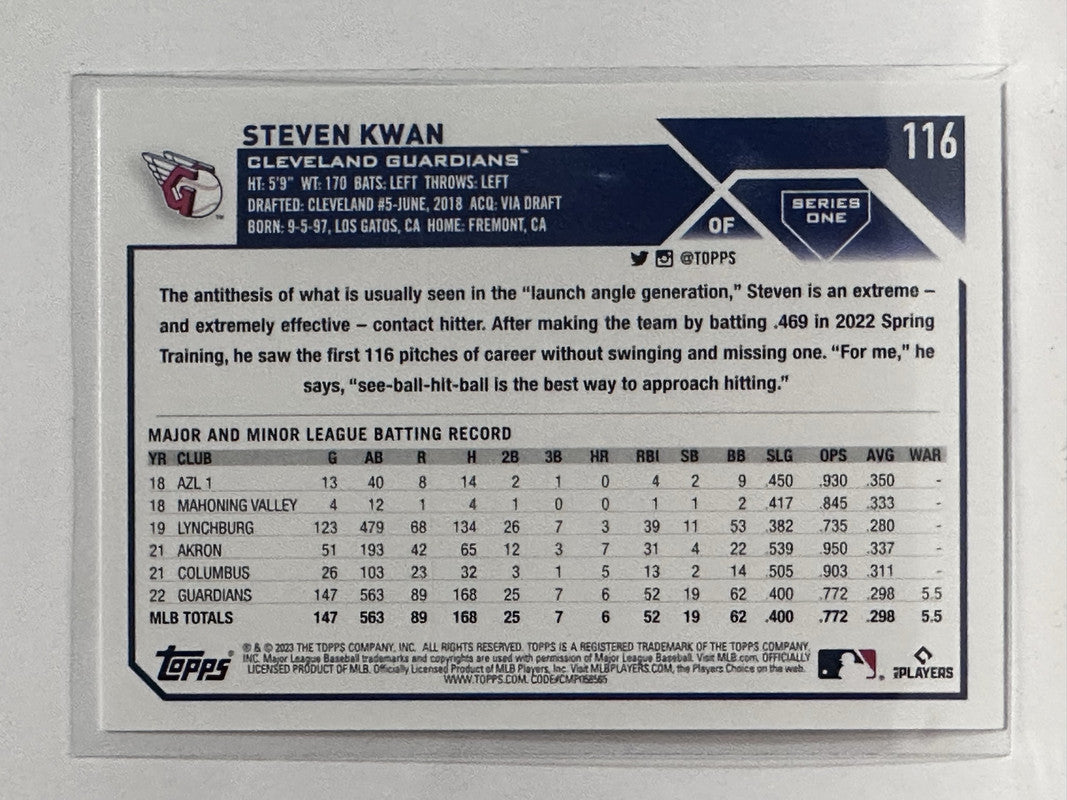 STEVEN KWAN
116
CLEVELAND GUARDIANS™
HT: 5'9" WT: 170 BATS: LEFT THROWS: LEFT
DRAFTED: CLEVELAND #5-JUNE, 2018 ACQ: VIA DRAFT
BORN: 9-5-97, LOS GATOS, CA HOME: FREMONT, CA
OF
SERIES
ONE
@TOPPS
The antithesis of what is usually seen in the “launch angle generation,” Steven is an extreme –
and extremely effective – contact hitter. After making the team by batting .469 in 2022 Spring
Training, he saw the first 116 pitches of career without swinging and missing one. “For me,” he
says, “see-ball-hit-ball is the best way to approach hitting.”
MAJOR AND MINOR LEAGUE BATTING RECORD
YR CLUB G AB R H 2B 3B HR RBI SB BB SLG OPS AVG WAR
18 AZL 1 13 40 8 14 2 1 0 4 2 9 .450 .930 .350 -
18 MAHONING VALLEY 4 12 1 4 1 0 0 1 1 2 .417 .845 .333 -
19 LYNCHBURG 123 479 68 134 26 7 3 39 11 53 .382 .735 .280 -
21 AKRON 51 193 42 65 12 3 7 31 4 22 .539 .950 .337 -
21 COLUMBUS 26 103 23 32 3 1 5 13 2 14 .505 .903 .311 -
22 GUARDIANS 147 563 89 168 25 7 6 52 19 62 .400 .772 .298 5.5
MLB TOTALS 147 563 89 168 25 7 6 52 19 62 .400 .772 .298 5.5
Topps®
® & © 2023 THE TOPPS COMPANY, INC. ALL RIGHTS RESERVED. TOPPS IS A REGISTERED TRADEMARK OF THE TOPPS COMPANY,
INC. Major League Baseball trademarks and copyrights are used with permission of Major League Baseball. Visit MLB.com. OFFICIALLY
LICENSED PRODUCT OF MLB. Officially Licensed Product of MLB Players, Inc. Visit MLBPLAYERS.COM, the Players Choice on the web.
WWW.TOPPS.COM. CODE#CMP058565
PLAYERS